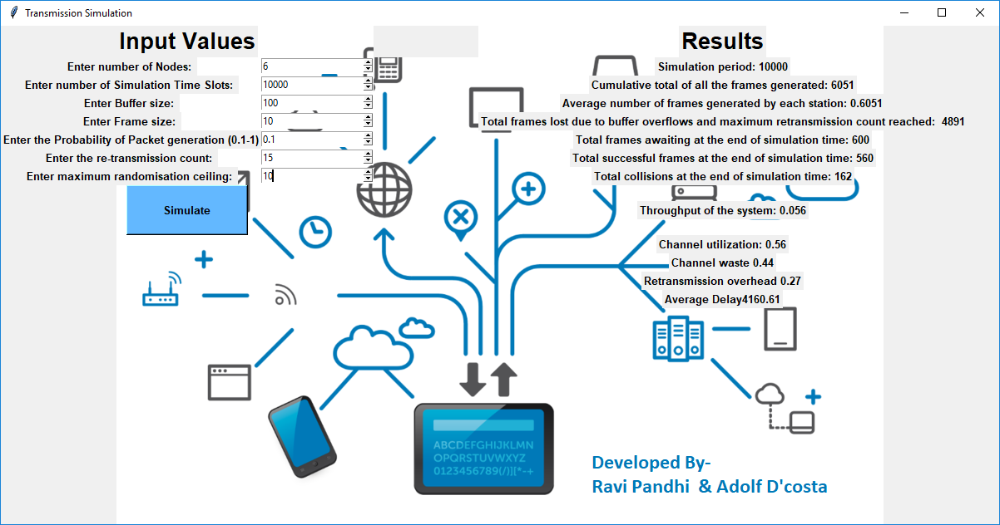 Transmission Simulation
Input Values
Enter number of Nodes: 6
Enter number of Simulation Time Slots: 10000
Enter Buffer size: 100
Enter Frame size: 10
Enter the Probability of Packet generation (0.1-1) 0.1
Enter the re-transmission count: 15
Enter maximum randomisation ceiling: 10
Simulate
Results
Simulation period: 10000
Cumulative total of all the frames generated: 6051
Average number of frames generated by each station: 0.6051
Total frames lost due to buffer overflows and maximum retransmission count reached: 4891
Total frames awaiting at the end of simulation time: 600
Total successful frames at the end of simulation time: 560
Total collisions at the end of simulation time: 162
Throughput of the system: 0.056
Channel utilization: 0.56
Channel waste 0.44
Retransmission overhead 0.27
Average Delay4160.61
ABCDEFGHIJKLMN
OPQRSTUVWXYZ
0123456789(/)][*-+
Developed By-
Ravi Pandhi & Adolf D'costa